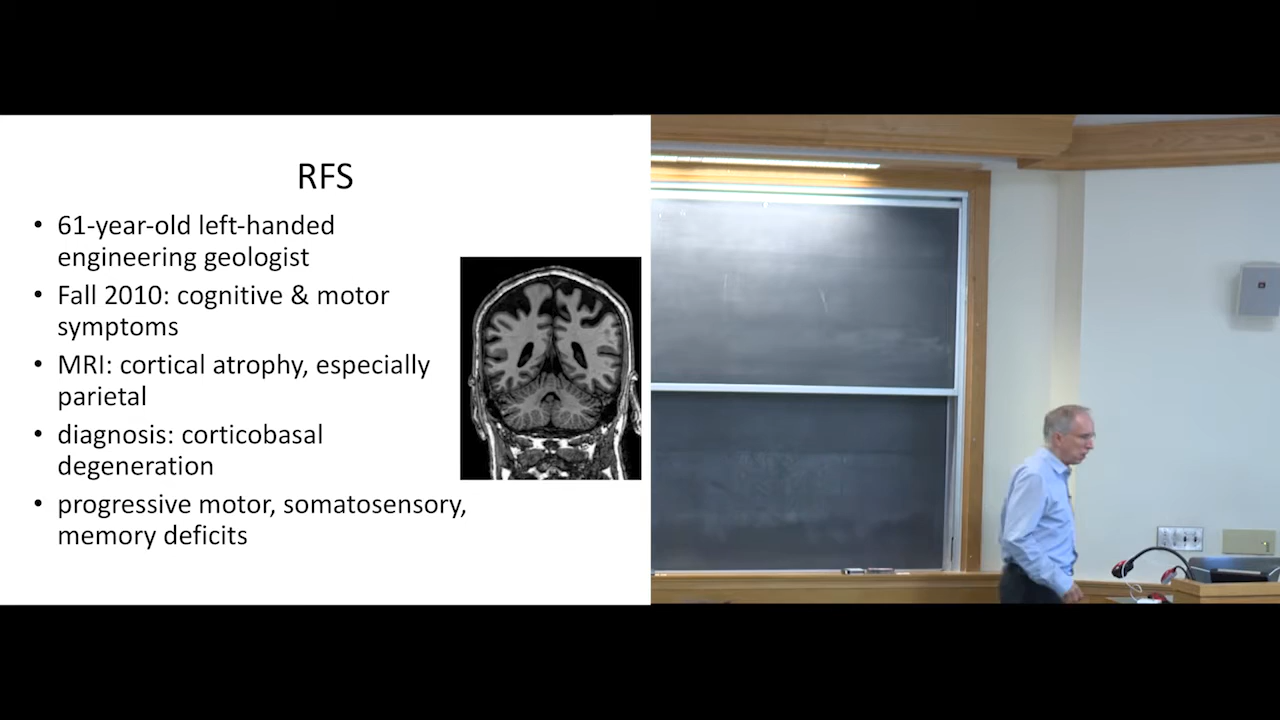 RFS
• 61-year-old left-handed
engineering geologist
• Fall 2010: cognitive & motor
symptoms
• MRI: cortical atrophy, especially
parietal
• diagnosis: corticobasal
degeneration
• progressive motor, somatosensory,
memory deficits